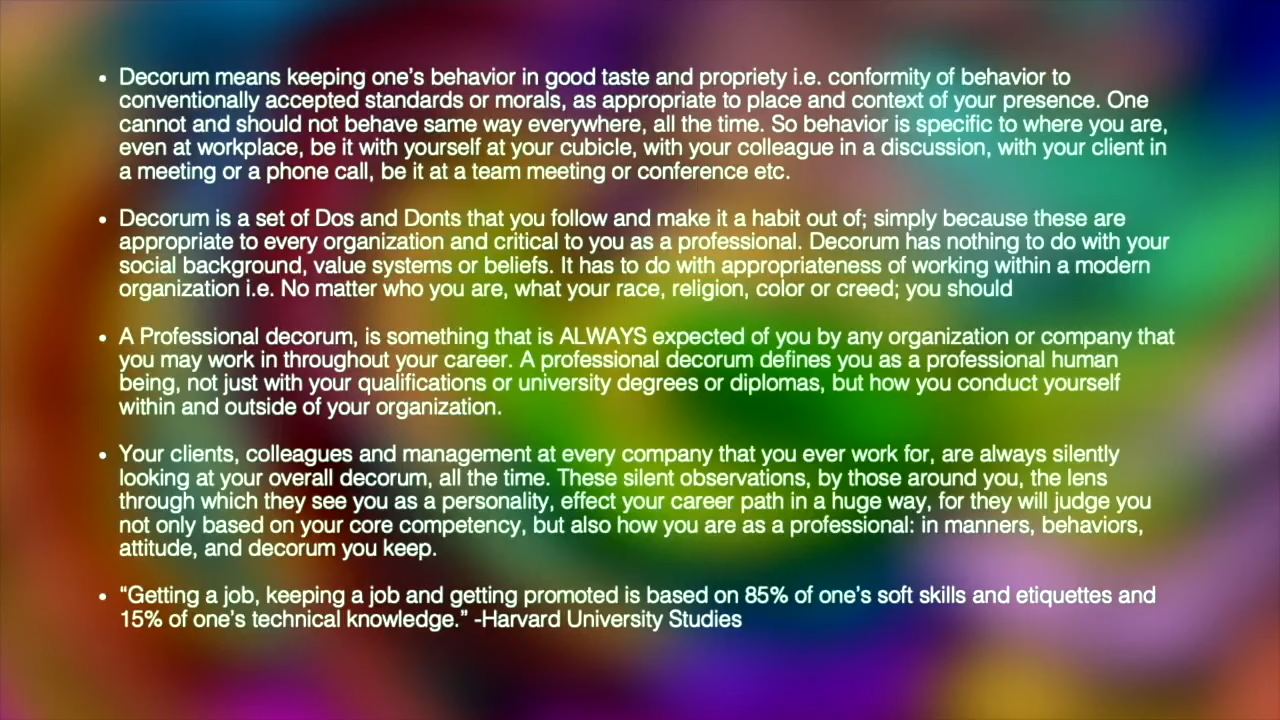 • Decorum means keeping one’s behavior in good taste and propriety i.e. conformity of behavior to
conventionally accepted standards or morals, as appropriate to place and context of your presence. One
cannot and should not behave same way everywhere, all the time. So behavior is specific to where you are,
even at workplace, be it with yourself at your cubicle, with your colleague in a discussion, with your client in
a meeting or a phone call, be it at a team meeting or conference etc.
• Decorum is a set of Dos and Donts that you follow and make it a habit out of; simply because these are
appropriate to every organization and critical to you as a professional. Decorum has nothing to do with your
social background, value systems or beliefs. It has to do with appropriateness of working within a modern
organization i.e. No matter who you are, what your race, religion, color or creed; you should
• A Professional decorum, is something that is ALWAYS expected of you by any organization or company that
you may work in throughout your career. A professional decorum defines you as a professional human
being, not just with your qualifications or university degrees or diplomas, but how you conduct yourself
within and outside of your organization.
• Your clients, colleagues and management at every company that you ever work for, are always silently
looking at your overall decorum, all the time. These silent observations, by those around you, the lens
through which they see you as a personality, effect your career path in a huge way, for they will judge you
not only based on your core competency, but also how you are as a professional: in manners, behaviors,
attitude, and decorum you keep.
• “Getting a job, keeping a job and getting promoted is based on 85% of one’s soft skills and etiquettes and
15% of one’s technical knowledge.” -Harvard University Studies